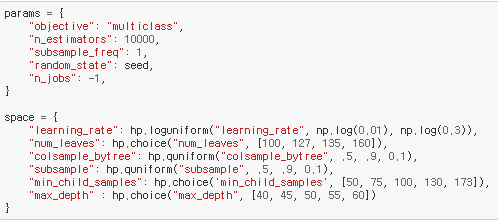 params = {
    "objective": "multiclass",
    "n_estimators": 10000,
    "subsample_freq": 1,
    "random_state": seed,
    "n_jobs": -1,
}
space = {
    "learning_rate": hp.loguniform("learning_rate", np.log(0.01), np.log(0.3)),
    "num_leaves": hp.choice("num_leaves", [100, 127, 135, 160]),
    "colsample_bytree": hp.quniform("colsample_bytree", .5, .9, 0.1),
    "subsample": hp.quniform("subsample", .5, .9, 0.1),
    "min_child_samples": hp.choice('min_child_samples', [50, 75, 100, 130, 173]),
    "max_depth" : hp.choice("max_depth", [40, 45, 50, 55, 60])
}